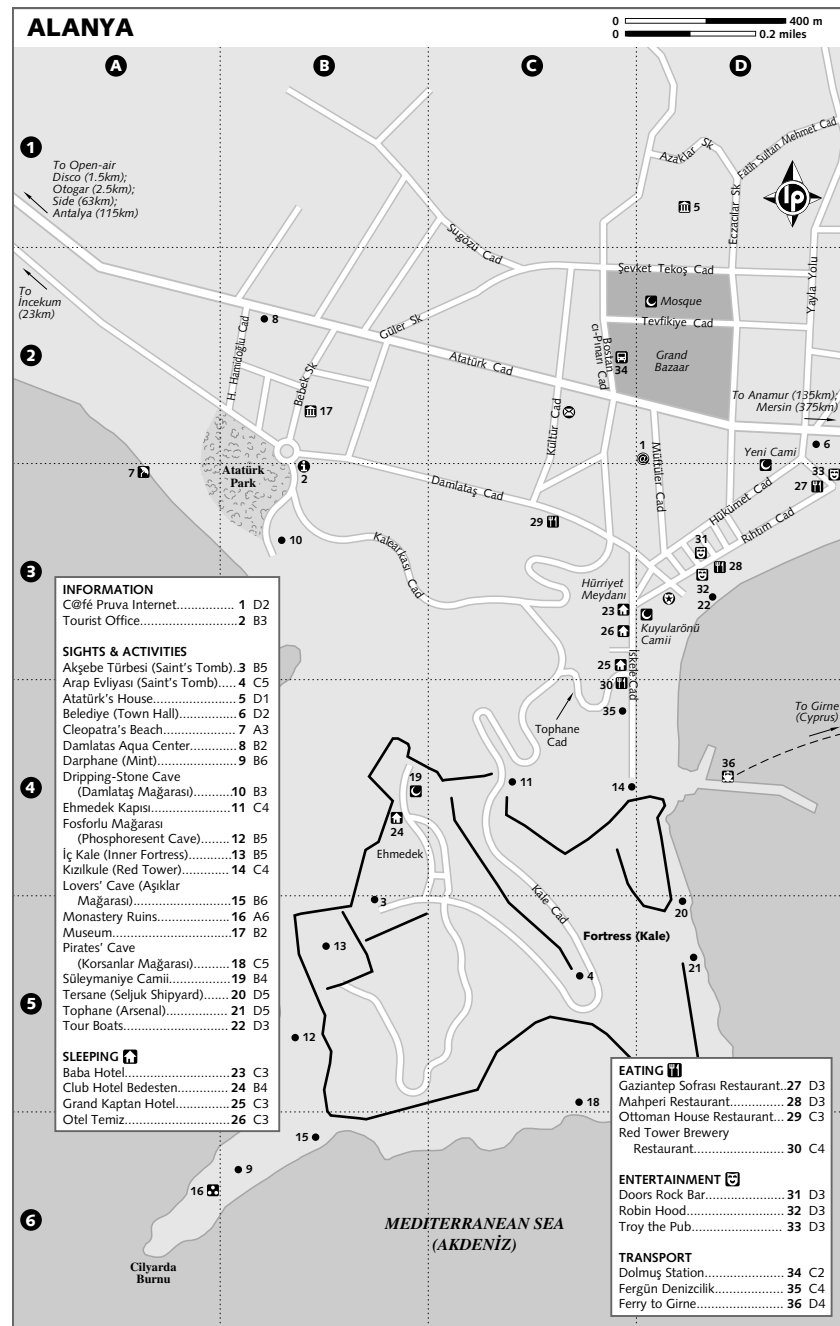 ALANYA
0 400 m
0 0.2 miles
A
B
C
D
1
2
3
4
5
6
To Open-air
Disco (1.5km);
Otogar (2.5km);
Side (63km);
Antalya (115km)
To
İncekum
(23km)
Azaklar Sk
Fatih Sultan Mehmet Cad
lp
5
Eczacılar Sk
Sugözü Cad
Şevket Tekoş Cad
Mosque
Tevfikiye Cad
Yayla Yolu
8
Güler Sk
H. Hamidoğlu Cad
Bebek Sk
Atatürk Cad
Bostan
cı-Pınarı Cad
34
Grand
Bazaar
To Anamur (135km);
Mersin (375km)
17
Kültür Cad
1
@
Müftüler Cad
6
Yeni Cami
7
Atatürk
Park
2
Damlataş Cad
33
27
Hükümet Cad
Rıhtım Cad
29
10
Kalearkası Cad
31
28
32
22
Hürriyet
Meydanı
23
26
Kuyularönü
Camii
25
30
İskele Cad
35
Tophane
Cad
To Girne
(Cyprus)
36
19
11
14
24
Ehmedek
3
Kale Cad
20
13
Fortress (Kale)
21
4
12
18
15
9
16
MEDITERRANEAN SEA
(AKDENİZ)
Cilyarda
Burnu
INFORMATION
C@fé Pruva Internet................ 1 D2
Tourist Office........................... 2 B3
SIGHTS & ACTIVITIES
Akşebe Türbesi (Saint's Tomb)..3 B5
Arap Evliyası (Saint's Tomb).....4 C5
Atatürk's House.......................5 D1
Belediye (Town Hall)................6 D2
Cleopatra's Beach....................7 A3
Damlatas Aqua Center.............8 B2
Darphane (Mint)......................9 B6
Dripping-Stone Cave
(Damlataş Mağarası)............10 B3
Ehmedek Kapısı......................11 C4
Fosforlu Mağarası
(Phosphoresent Cave).........12 B5
İç Kale (Inner Fortress)............13 B5
Kızılkule (Red Tower)..............14 C4
Lovers' Cave (Aşıklar
Mağarası)...........................15 B6
Monastery Ruins.....................16 A6
Museum.................................17 B2
Pirates' Cave
(Korsanlar Mağarası)...........18 C5
Süleymaniye Camii..................19 B4
Tersane (Seljuk Shipyard)........20 D5
Tophane (Arsenal)...................21 D5
Tour Boats..............................22 D3
SLEEPING
Baba Hotel..............................23 C3
Club Hotel Bedesten................24 B4
Grand Kaptan Hotel.................25 C3
Otel Temiz..............................26 C3
EATING
Gaziantep Sofrası Restaurant..27 D3
Mahperi Restaurant................28 D3
Ottoman House Restaurant...29 C3
Red Tower Brewery
Restaurant..........................30 C4
ENTERTAINMENT
Doors Rock Bar.......................31 D3
Robin Hood............................32 D3
Troy the Pub...........................33 D3
TRANSPORT
Dolmuş Station.......................34 C2
Fergün Denizcilik....................35 C4
Ferry to Girne.........................36 D4